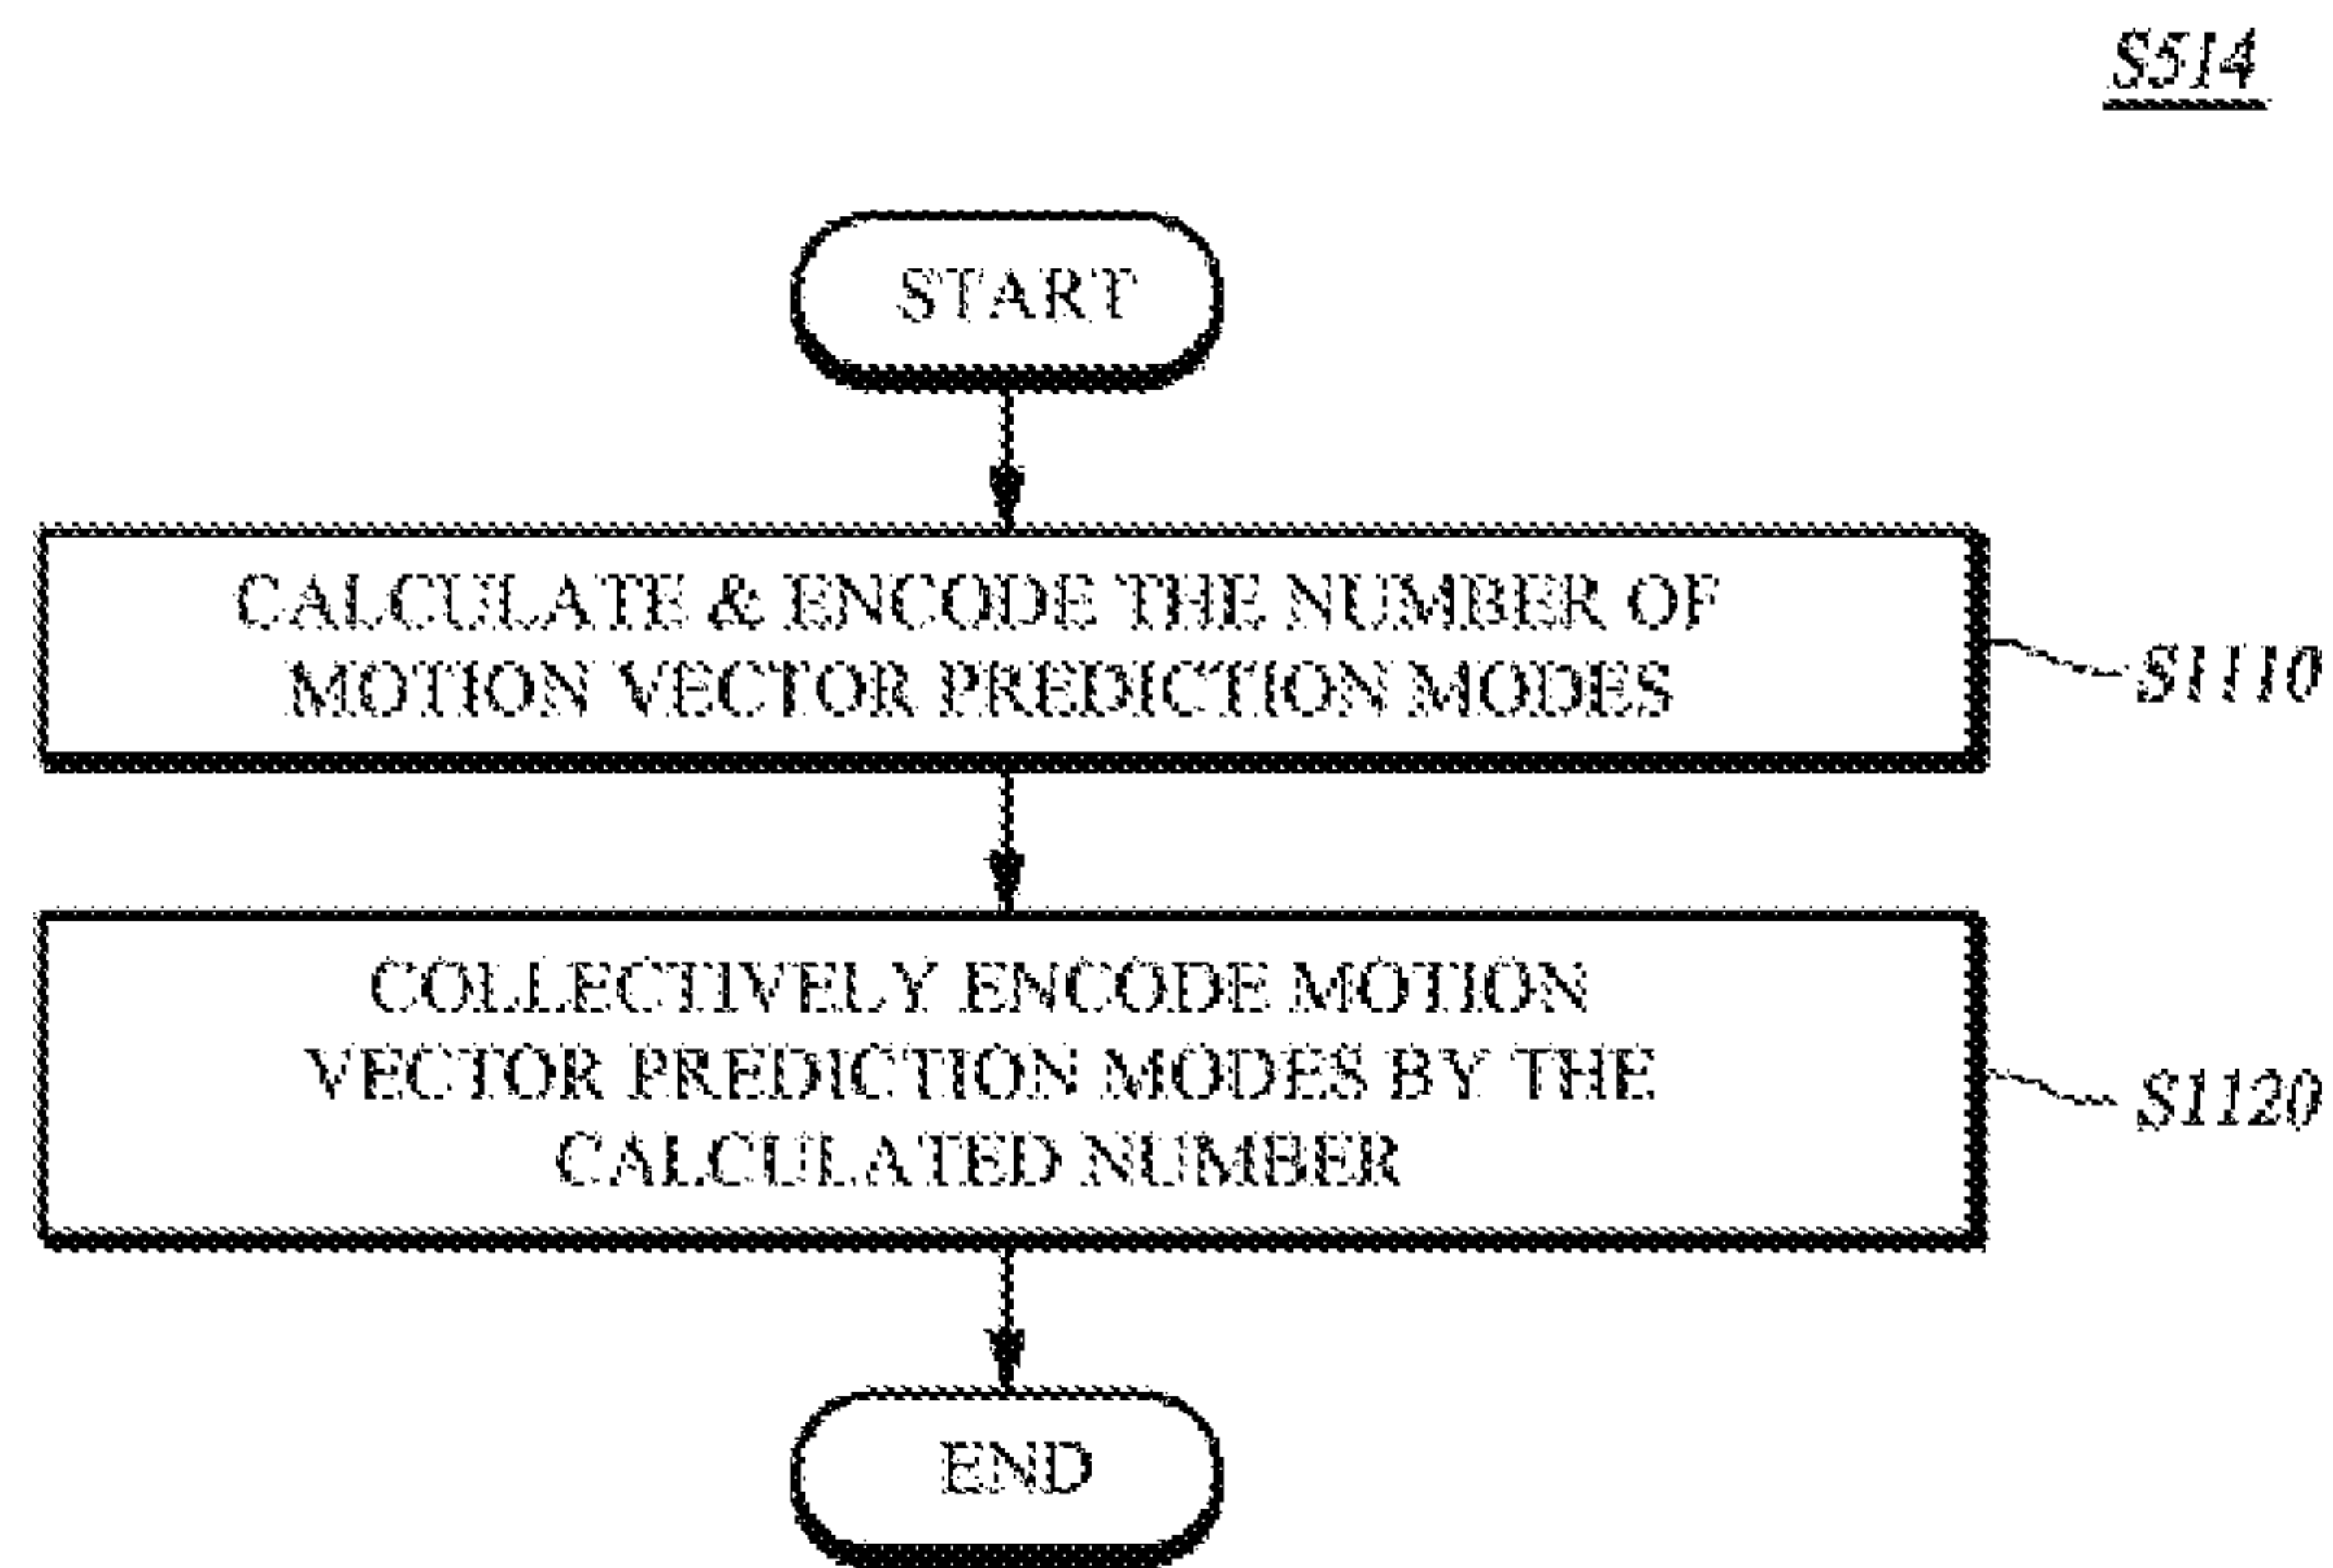 S514
START
CALCULATE & ENCODE THE NUMBER OF
MOTION VECTOR PREDICTION MODES
S1110
COLLECTIVELY ENCODE MOTION
VECTOR PREDICTION MODES BY THE
CALCULATED NUMBER
S1120
END